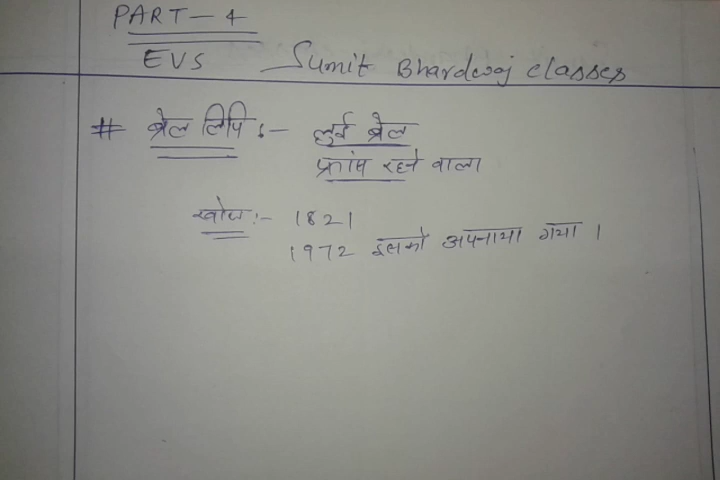 PART - 4
EVS Sumit Bhardwaj classes
# ब्रेल लिपि :- लुई ब्रेल
फ्रांस रहने वाला
खोज :- 1821
1972 इसको अपनाया गया ।